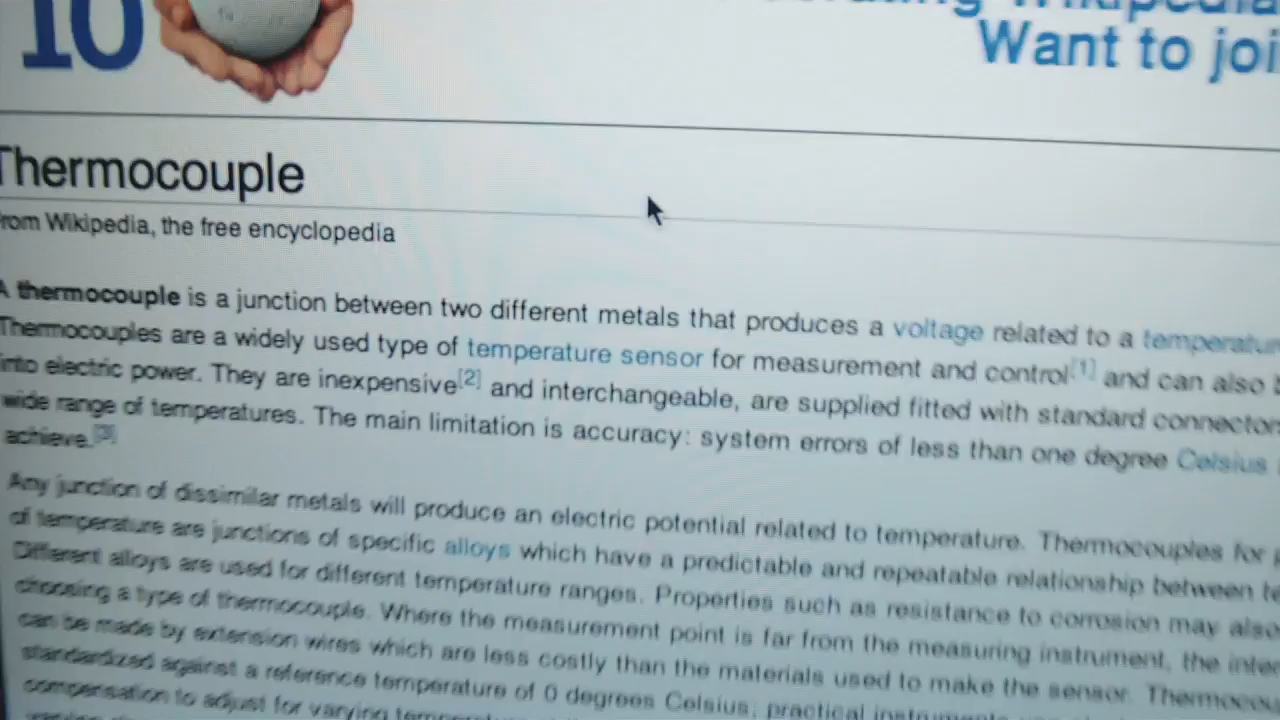 10
Want to joi
Thermocouple
from Wikipedia, the free encyclopedia
A thermocouple is a junction between two different metals that produces a voltage related to a temperatur
Thermocouples are a widely used type of temperature sensor for measurement and control[1] and can also
into electric power. They are inexpensive[2] and interchangeable, are supplied fitted with standard connector
wide range of temperatures. The main limitation is accuracy: system errors of less than one degree Celsius
achieve.[3]
Any junction of dissimilar metals will produce an electric potential related to temperature. Thermocouples for
of temperature are junctions of specific alloys which have a predictable and repeatable relationship between
Different alloys are used for different temperature ranges. Properties such as resistance to corrosion may also
choosing a type of thermocouple. Where the measurement point is far from the measuring instrument, the inter
can be made by extension wires which are less costly than the materials used to make the sensor. Thermocou
standardized against a reference temperature of 0 degrees Celsius; practical instruments
compensation to adjust for varying